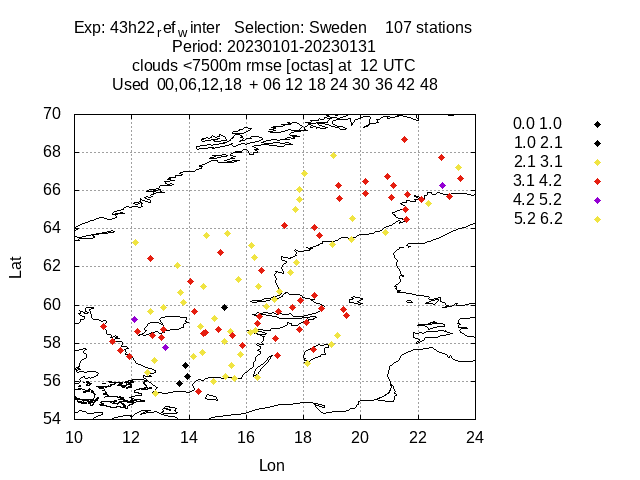 Exp: 43h22ref winter Selection: Sweden 107 stations
Period: 20230101-20230131
clouds <7500m rmse [octas] at 12 UTC
Used 00,06,12,18 + 06 12 18 24 30 36 42 48
70
68
66
64
62
60
58
56
54
Lat
10 12 14 16 18 20 22 24
Lon
0.0 1.0
1.0 2.1
2.1 3.1
3.1 4.2
4.2 5.2
5.2 6.2